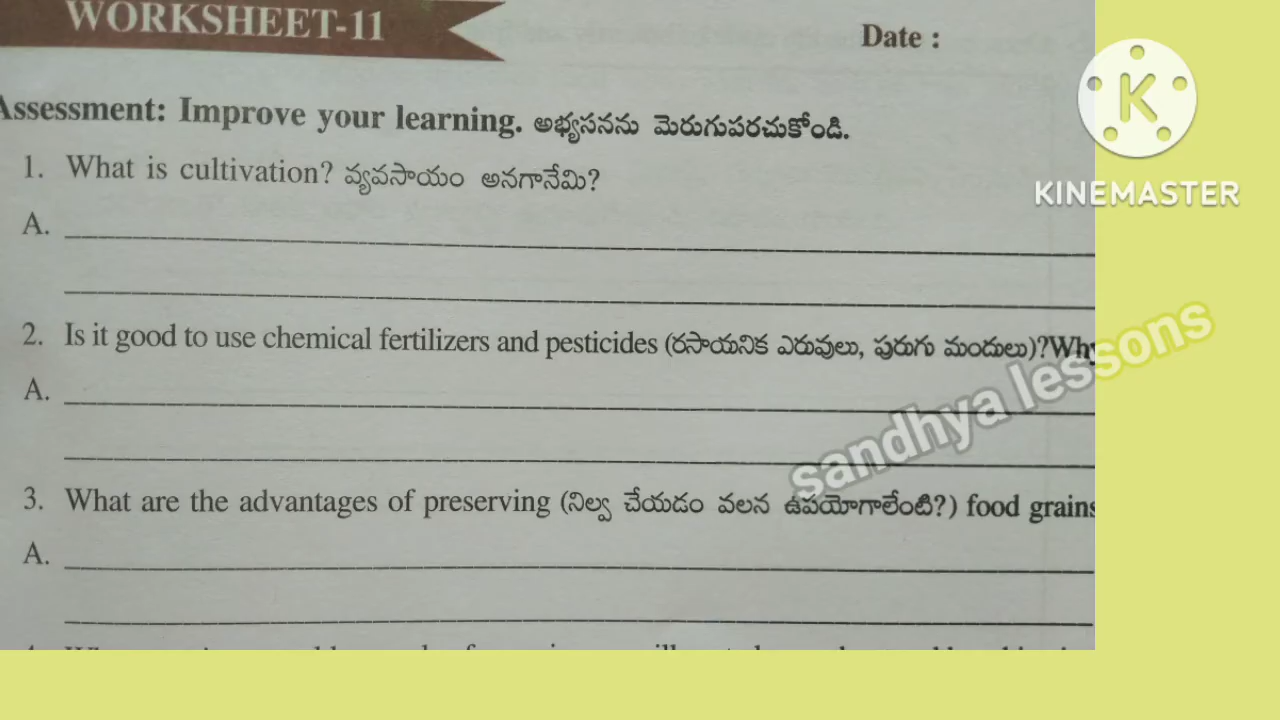 WORKSHEET-11
Date :
Assessment: Improve your learning. అభ్యసనను మెరుగుపరచుకోండి.
1. What is cultivation? వ్యవసాయం అనగానేమి?
A.
2. Is it good to use chemical fertilizers and pesticides (రసాయనిక ఎరువులు, పురుగు మందులు)?Why
A.
3. What are the advantages of preserving (నిల్వ చేయడం వలన ఉపయోగాలేంటి?) food grains
A.
K
KINEMASTER
sandhya lessons